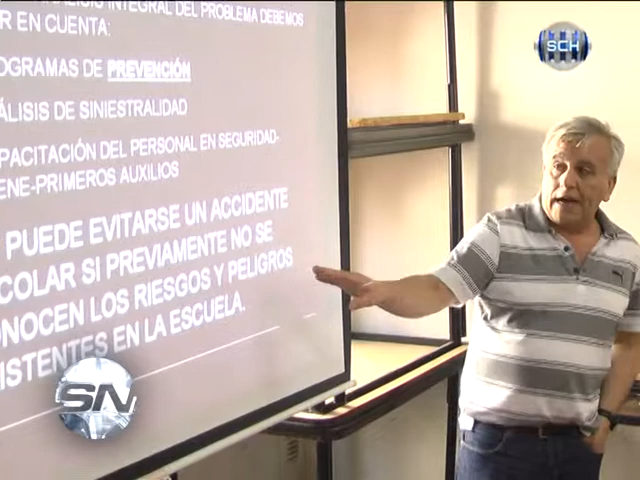 INTEGRAL DEL PROBLEMA DEBEMOS
R EN CUENTA:
OGRAMAS DE PREVENCIÓN
ÁLISIS DE SINIESTRALIDAD
PACITACIÓN DEL PERSONAL EN SEGURIDAD-
ENE-PRIMEROS AUXILIOS
PUEDE EVITARSE UN ACCIDENTE
COLAR SI PREVIAMENTE NO SE
ONOCEN LOS RIESGOS Y PELIGROS
ISTENTES EN LA ESCUELA.
SCH
SN